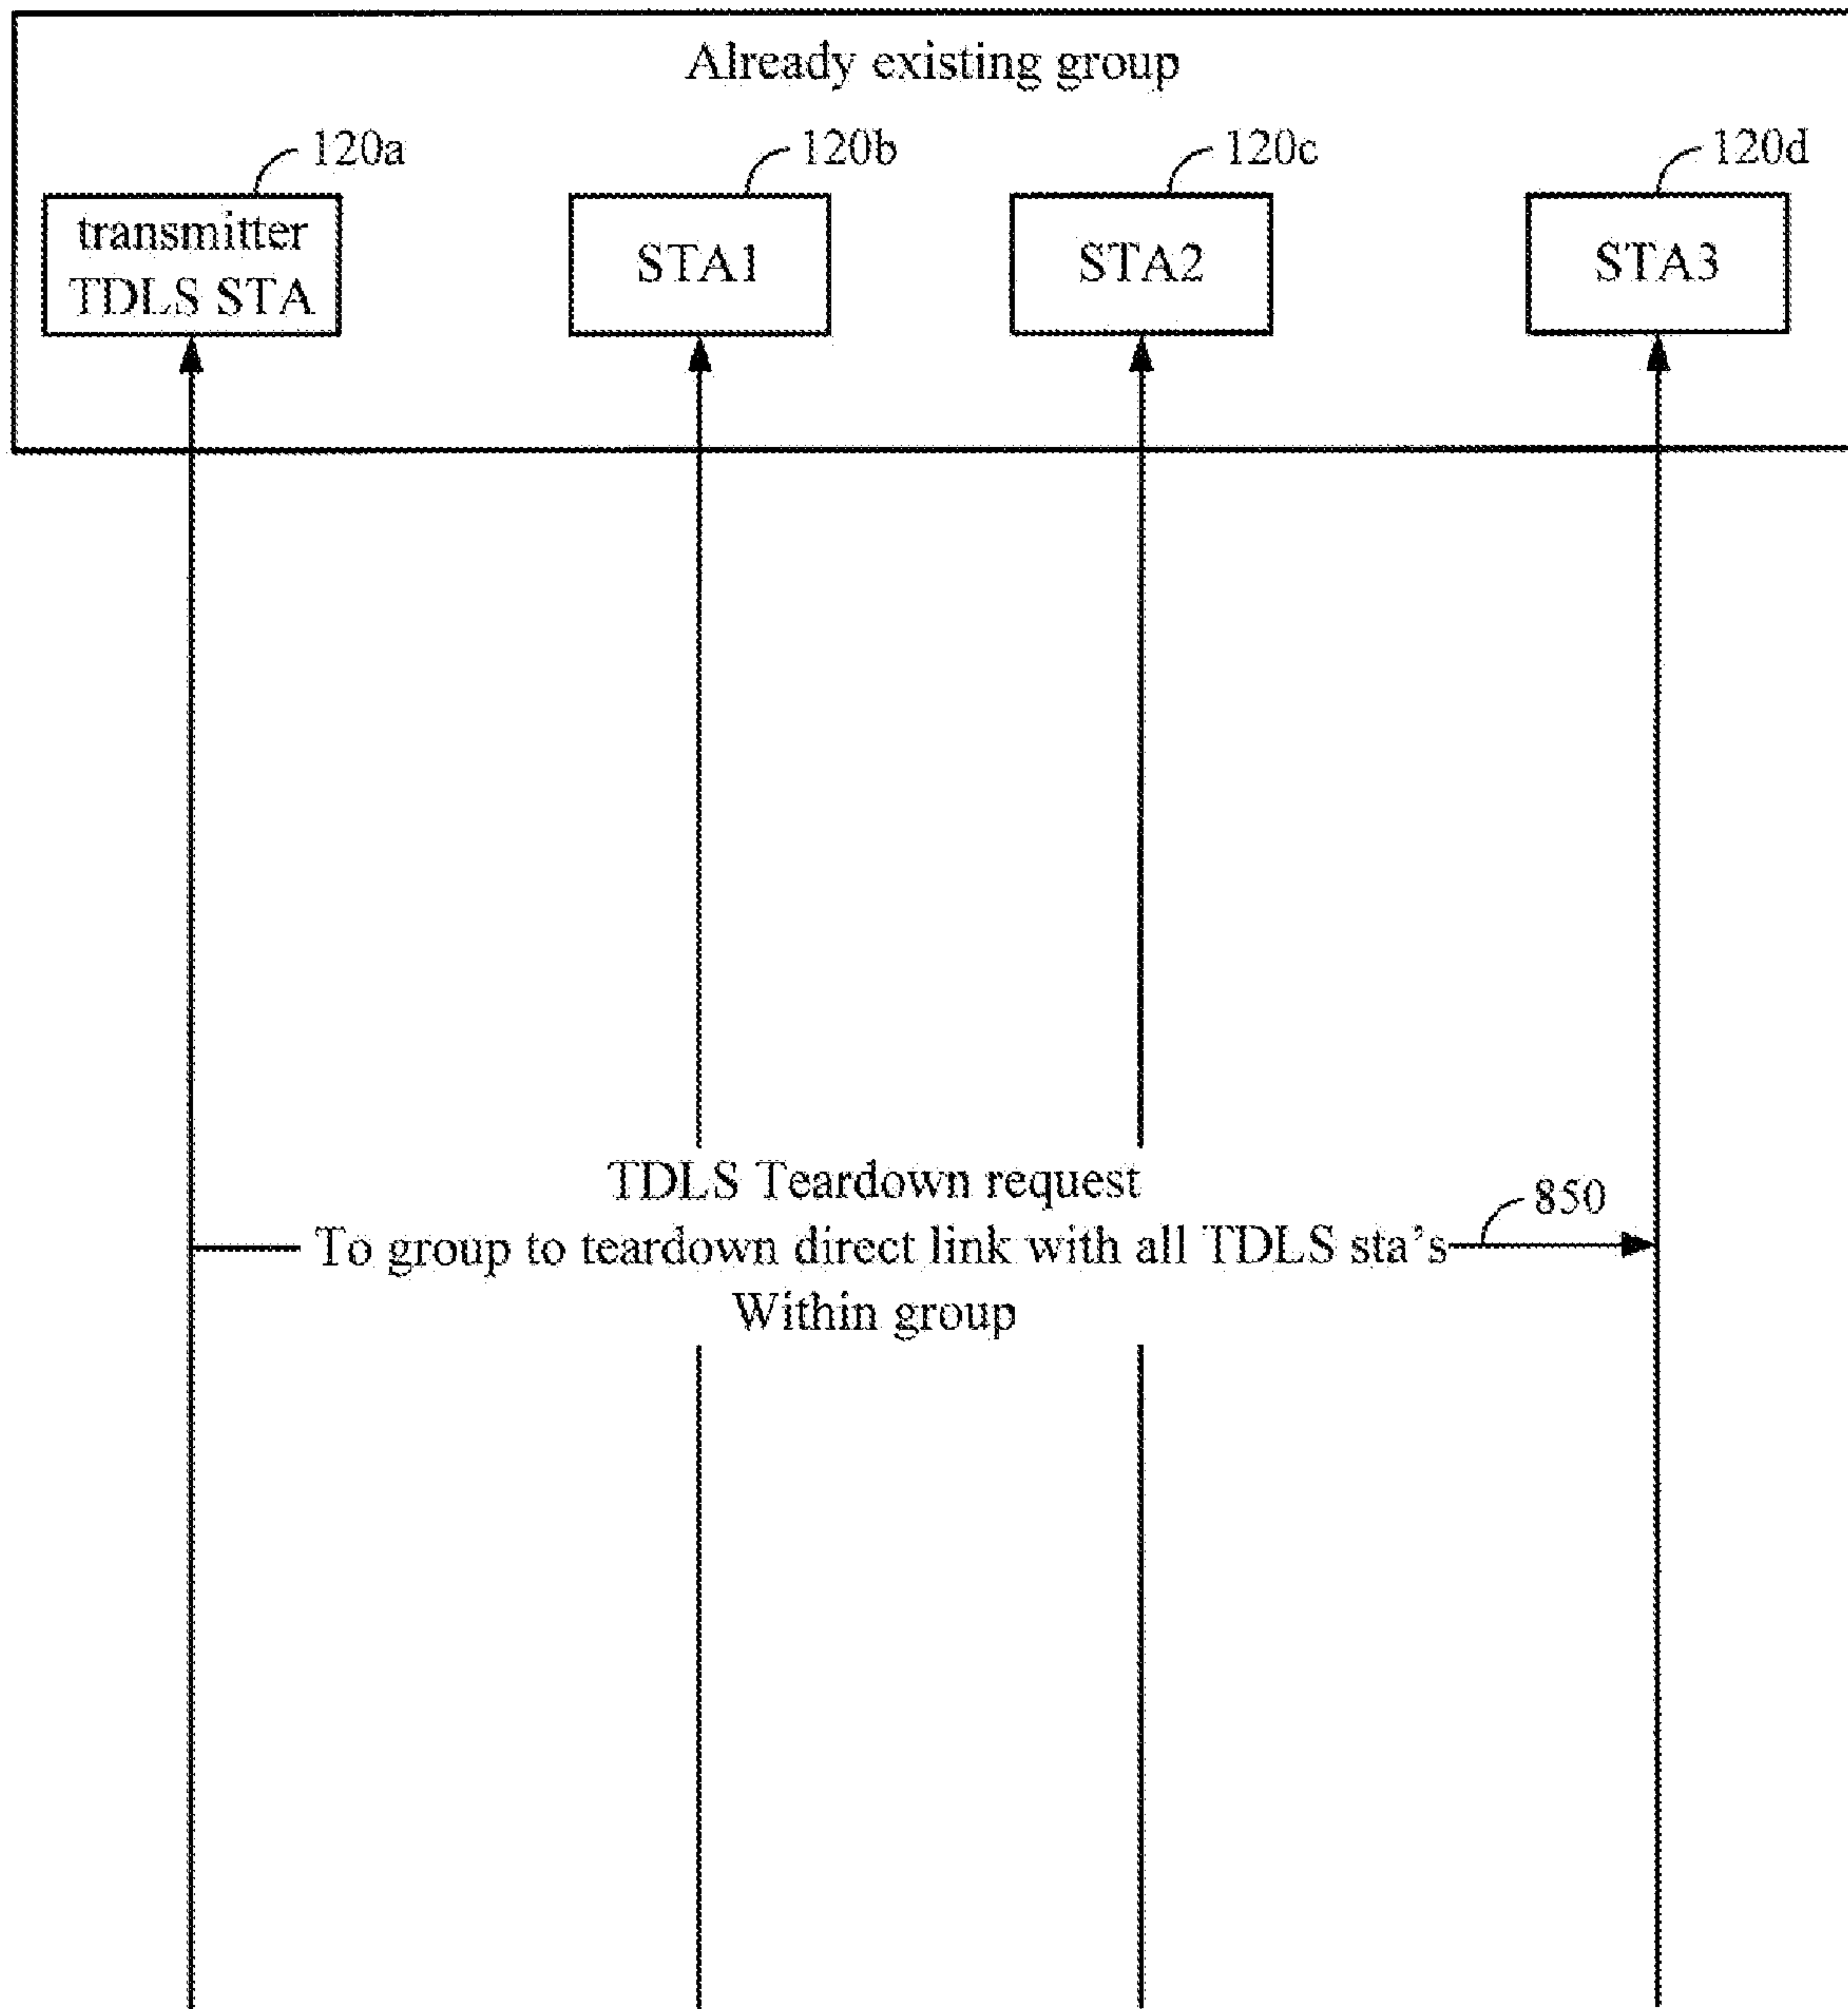 Already existing group
120a
120b
120c
120d
transmitter
TDLS STA
STA1
STA2
STA3
TDLS Teardown request
850
To group to teardown direct link with all TDLS sta's
Within group